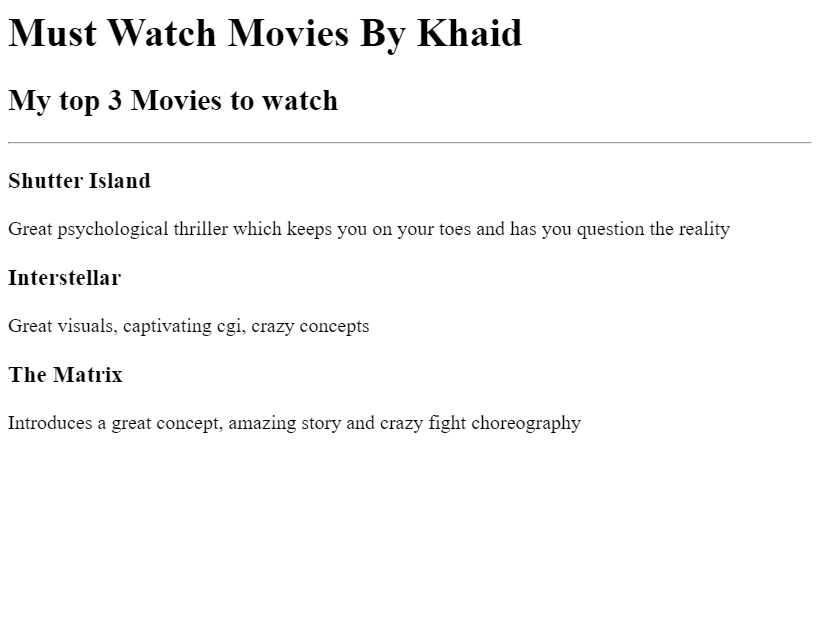 Must Watch Movies By Khaid
My top 3 Movies to watch
Shutter Island
Great psychological thriller which keeps you on your toes and has you question the reality
Interstellar
Great visuals, captivating cgi, crazy concepts
The Matrix
Introduces a great concept, amazing story and crazy fight choreography